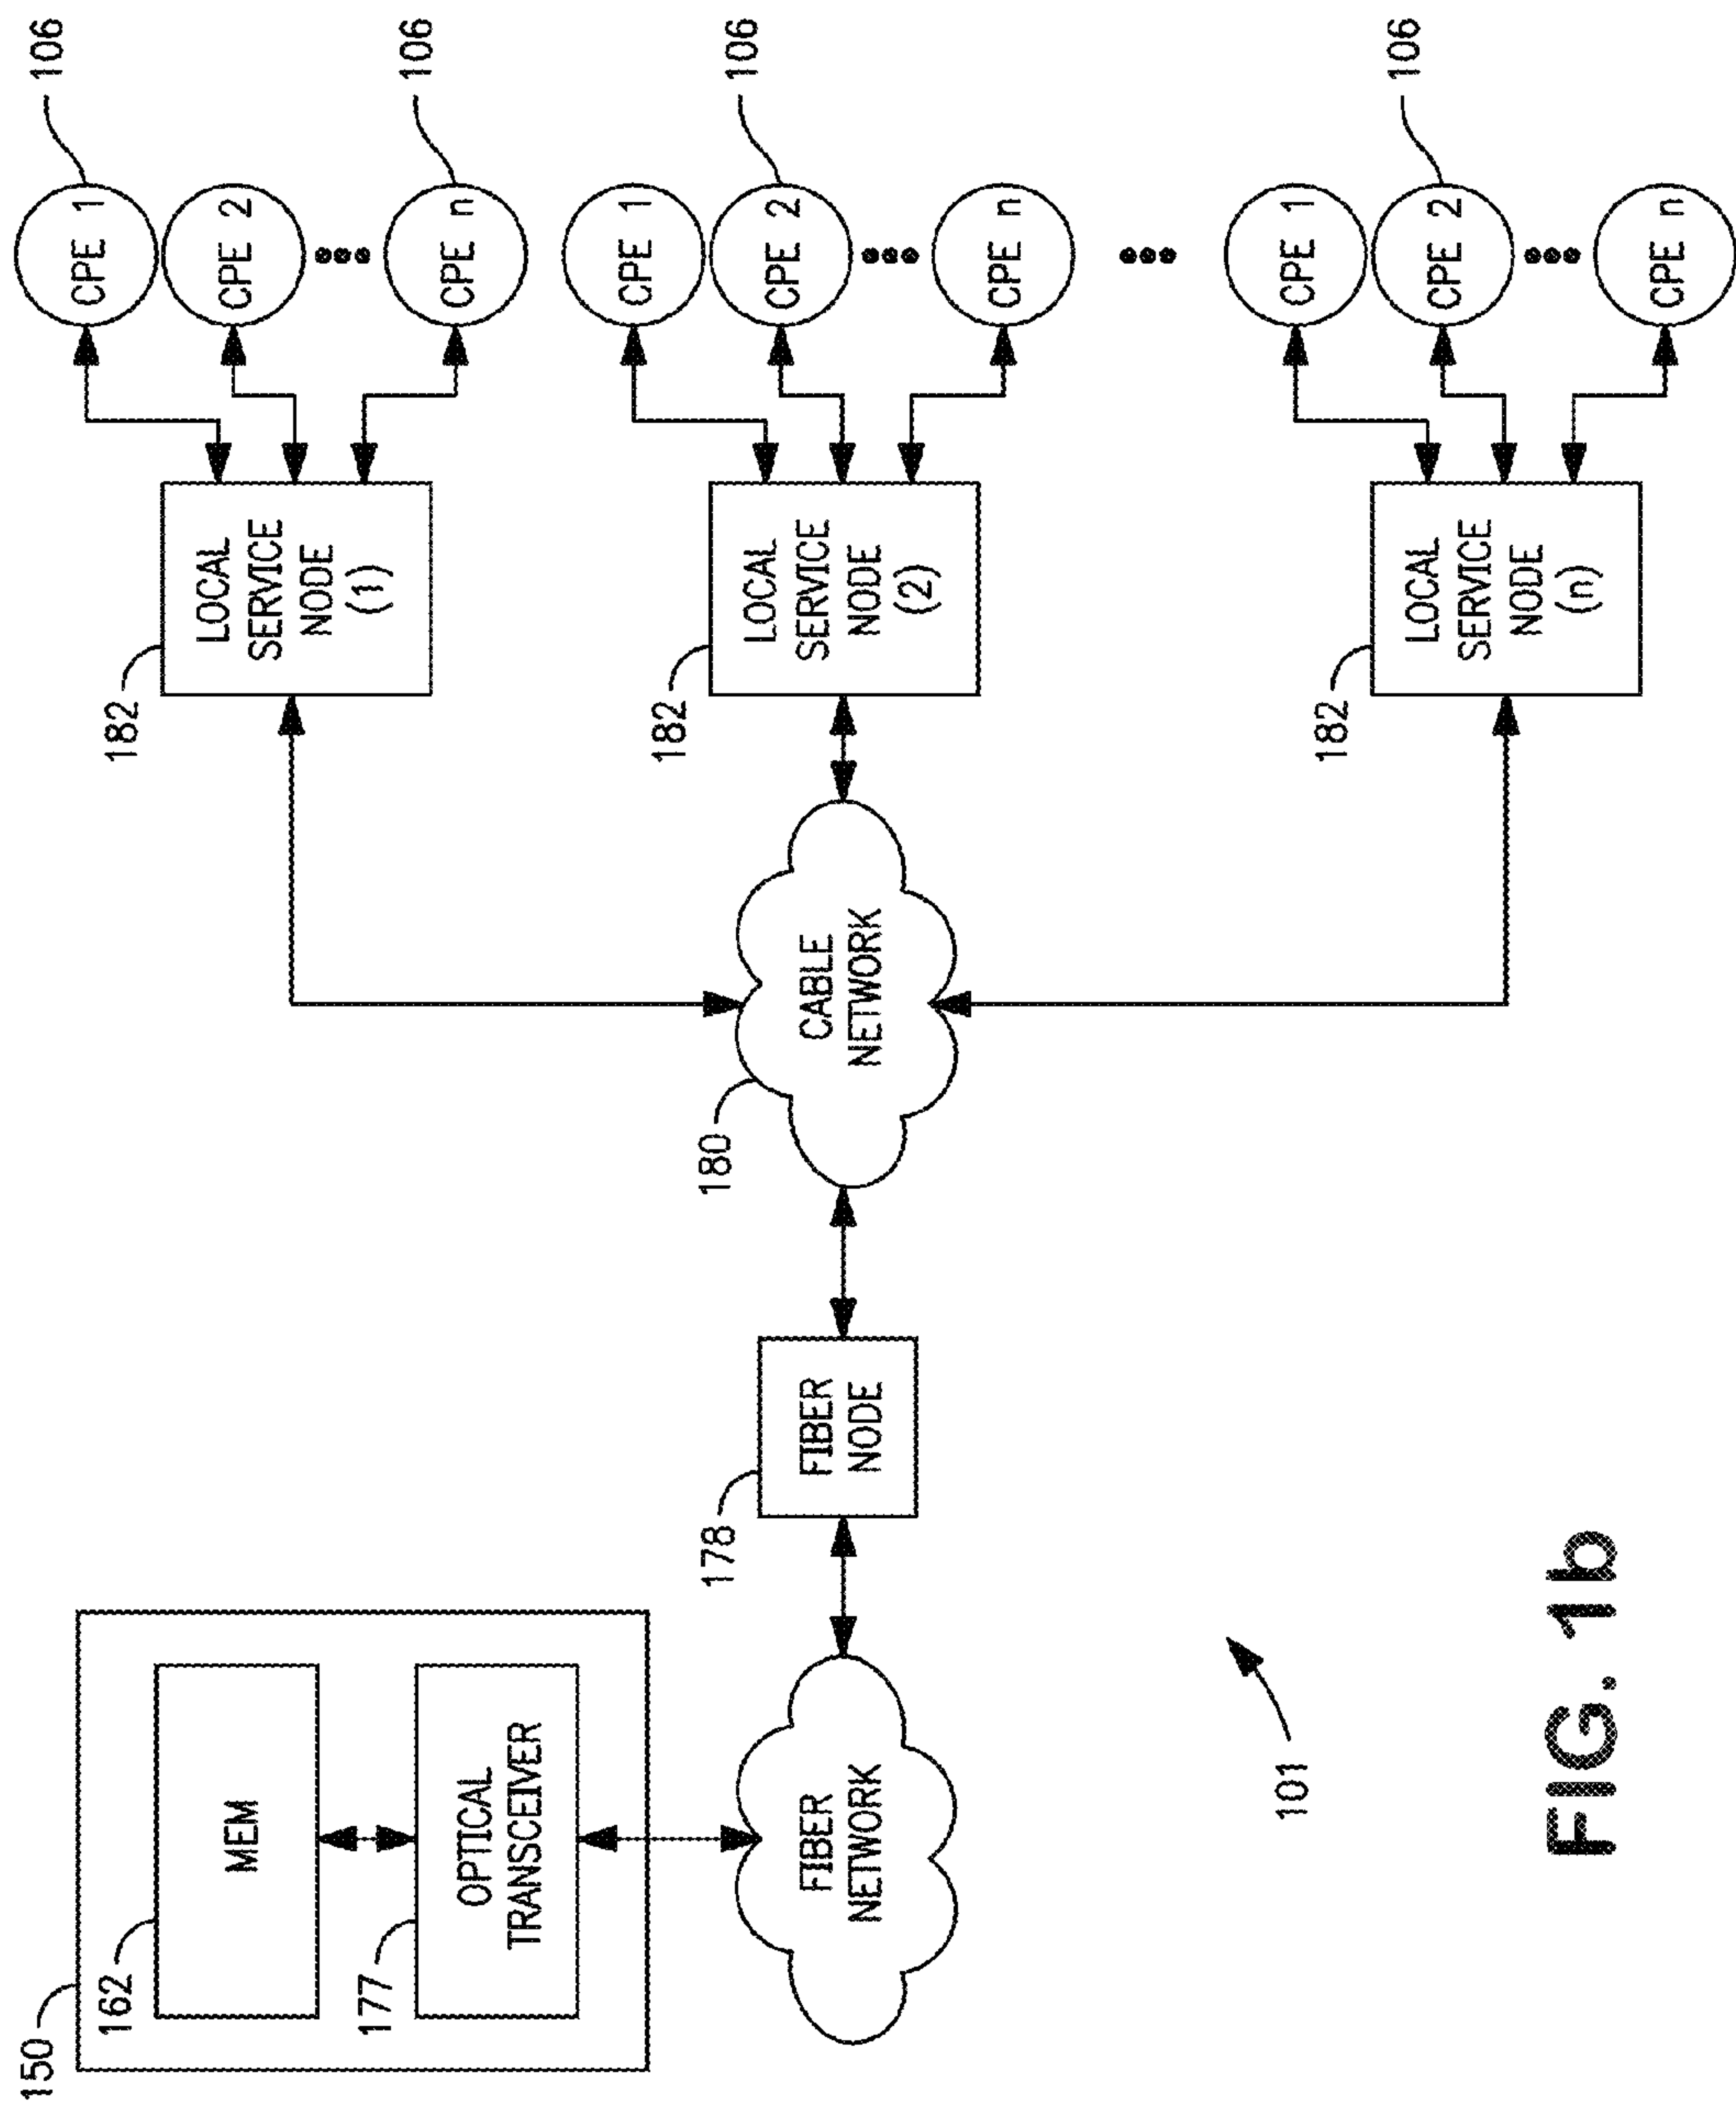 150
162
MEM
177
OPTICAL
TRANSCEIVER
FIBER
NETWORK
178
FIBER
NODE
180
CABLE
NETWORK
182
LOCAL
SERVICE
NODE
(1)
CPE 1
106
CPE 2
•••
CPE n
106
182
LOCAL
SERVICE
NODE
(2)
CPE 1
CPE 2
106
•••
CPE n
•••
182
LOCAL
SERVICE
NODE
(n)
CPE 1
CPE 2
106
•••
CPE n
101
FIG. 1b